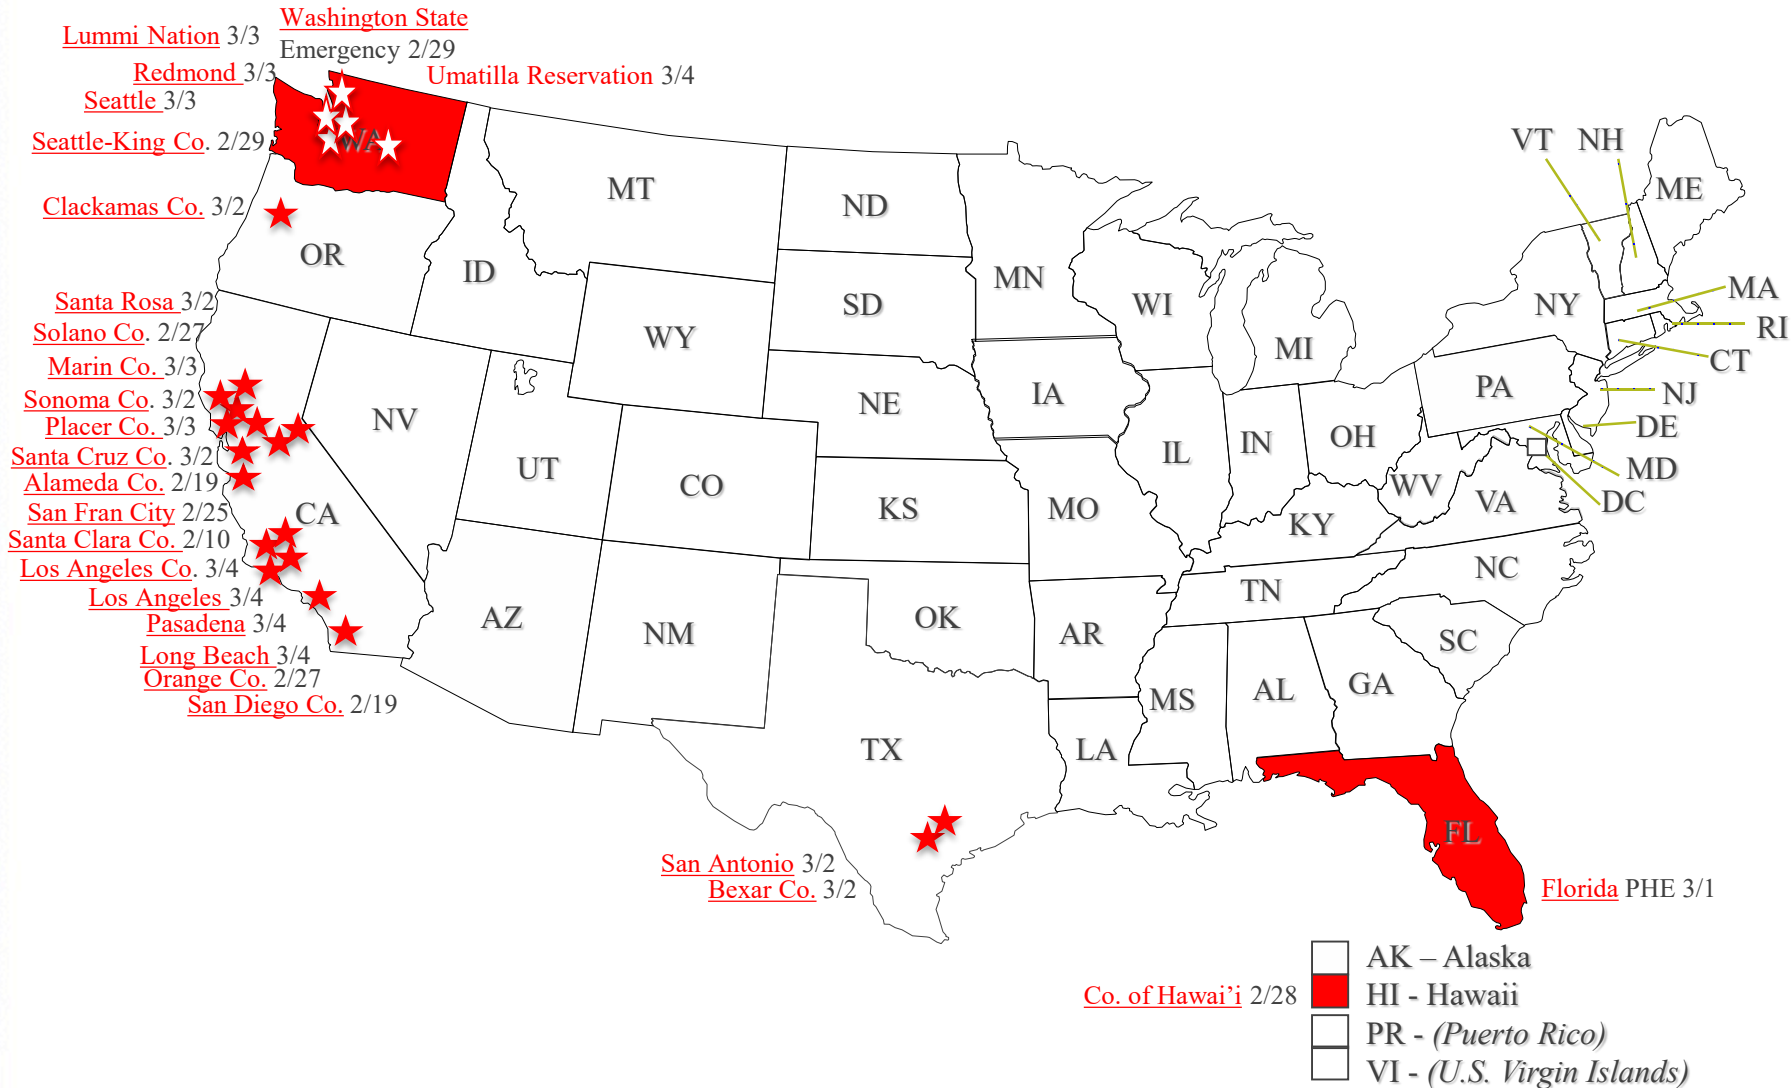 Washington State
Emergency 2/29
Lummi Nation 3/3
Redmond 3/3
Umatilla Reservation 3/4
Seattle 3/3
Seattle-King Co. 2/29
Clackamas Co. 3/2
Santa Rosa 3/2
Solano Co. 2/27
Marin Co. 3/3
Sonoma Co. 3/2
Placer Co. 3/3
Santa Cruz Co. 3/2
Alameda Co. 2/19
San Fran City 2/25
Santa Clara Co. 2/10
Los Angeles Co. 3/4
Los Angeles 3/4
Pasadena 3/4
Long Beach 3/4
Orange Co. 2/27
San Diego Co. 2/19
WA
OR
ID
MT
ND
SD
WY
NE
NV
UT
CO
KS
CA
AZ
NM
OK
TX
MN
WI
IA
MI
IL
IN
OH
MO
KY
WV
VA
AR
TN
NC
SC
MS
AL
GA
LA
FL
PA
NY
VT
NH
ME
MA
RI
CT
NJ
DE
MD
DC
San Antonio 3/2
Bexar Co. 3/2
Florida PHE 3/1
Co. of Hawai’i 2/28
AK – Alaska
HI - Hawaii
PR - (Puerto Rico)
VI - (U.S. Virgin Islands)